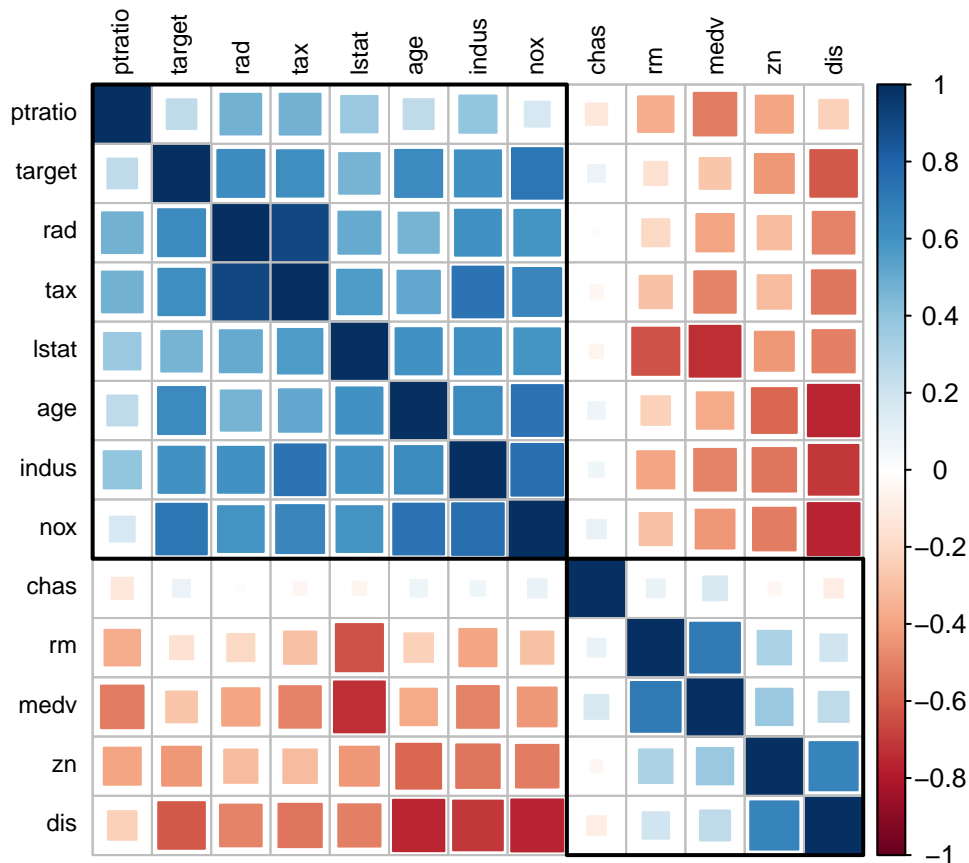 ptratio
target
rad
tax
lstat
age
indus
nox
chas
rm
medv
zn
dis
ptratio
target
rad
tax
lstat
age
indus
nox
chas
rm
medv
zn
dis
1
0.8
0.6
0.4
0.2
0
−0.2
−0.4
−0.6
−0.8
−1